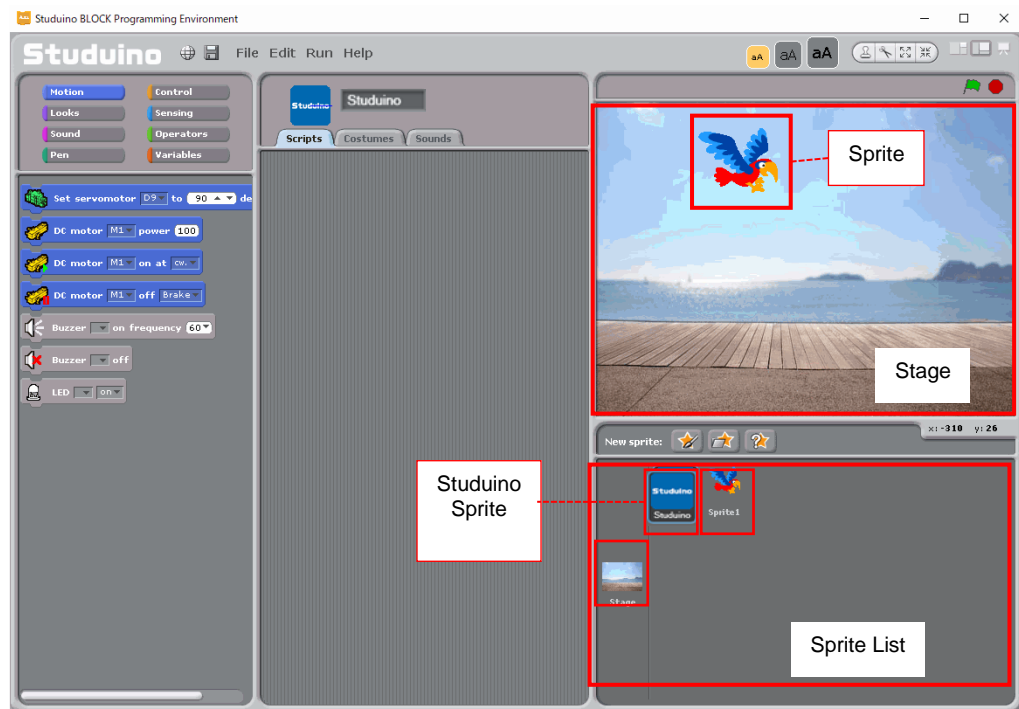 Studuino BLOCK Programming Environment
Studuino File Edit Run Help
aA aA aA
Motion Control
Looks Sensing
Sound Operators
Pen Variables
Set servomotor D9 to 90 de
DC motor M1 power 100
DC motor M1 on at cw.
DC motor M1 off Brake
Buzzer on frequency 60
Buzzer off
LED on
Studuino
Studuino
Scripts Costumes Sounds
Sprite
Stage
x: -310 y: 26
New sprite:
Studuino
Sprite
Studuino
Studuino
Sprite1
Stage
Sprite List